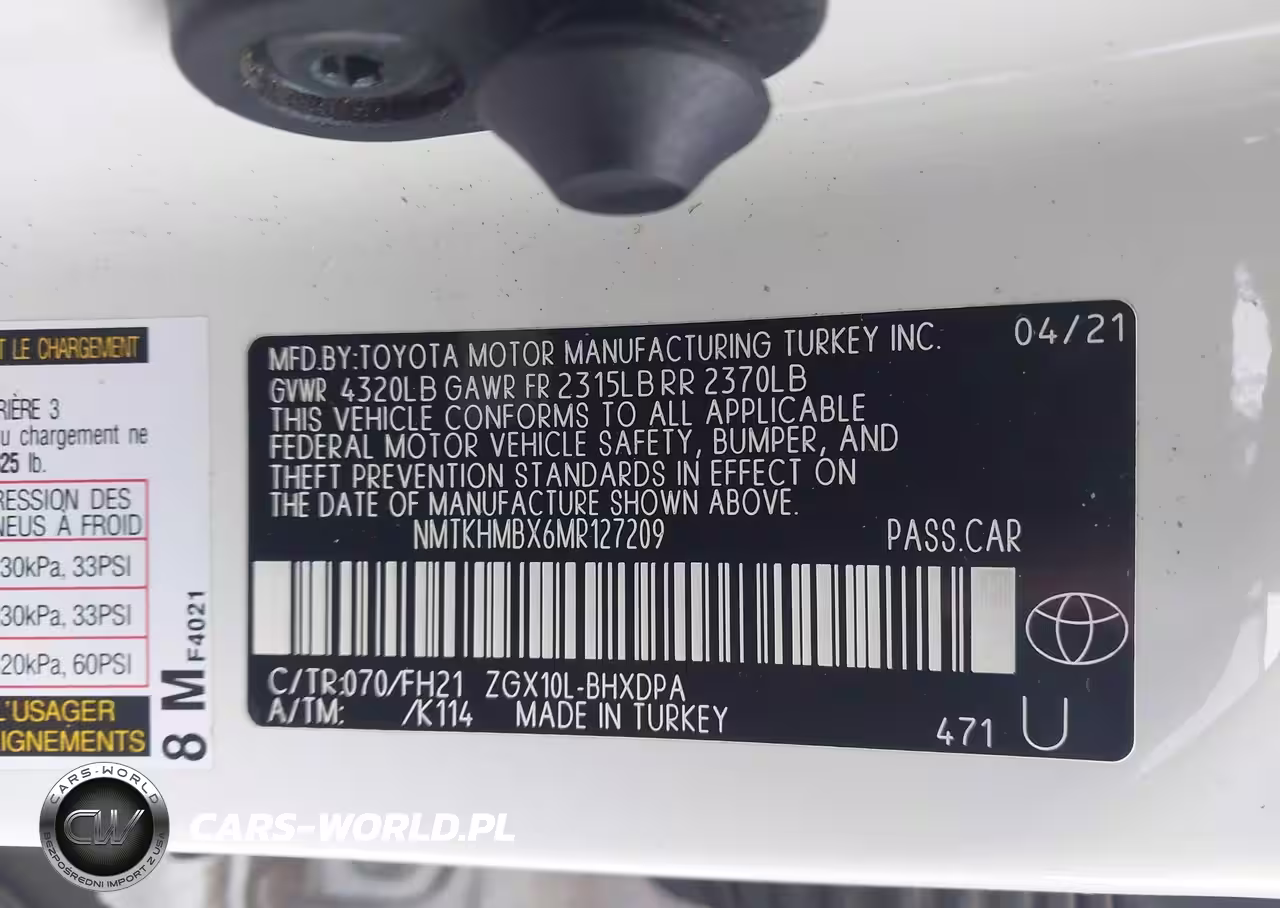 T LE CHARGEMENT
RIÈRE 3
u chargement ne
25 lb.
RESSION DES
NEUS À FROID
30kPa, 33PSI
30kPa, 33PSI
20kPa, 60PSI
L'USAGER
IGNEMENTS
8 M F4021
MFD.BY:TOYOTA MOTOR MANUFACTURING TURKEY INC. 04/21
GVWR 4320LB GAWR FR 2315LB RR 2370LB
THIS VEHICLE CONFORMS TO ALL APPLICABLE
FEDERAL MOTOR VEHICLE SAFETY, BUMPER, AND
THEFT PREVENTION STANDARDS IN EFFECT ON
THE DATE OF MANUFACTURE SHOWN ABOVE.
NMTKHMBX6MR127209 PASS.CAR
C/TR:070/FH21 ZGX10L-BHXDPA
A/TM: /K114 MADE IN TURKEY
471 U
CARS-WORLD
CW
BEZPOŚREDNI IMPORT Z USA
CARS-WORLD.PL